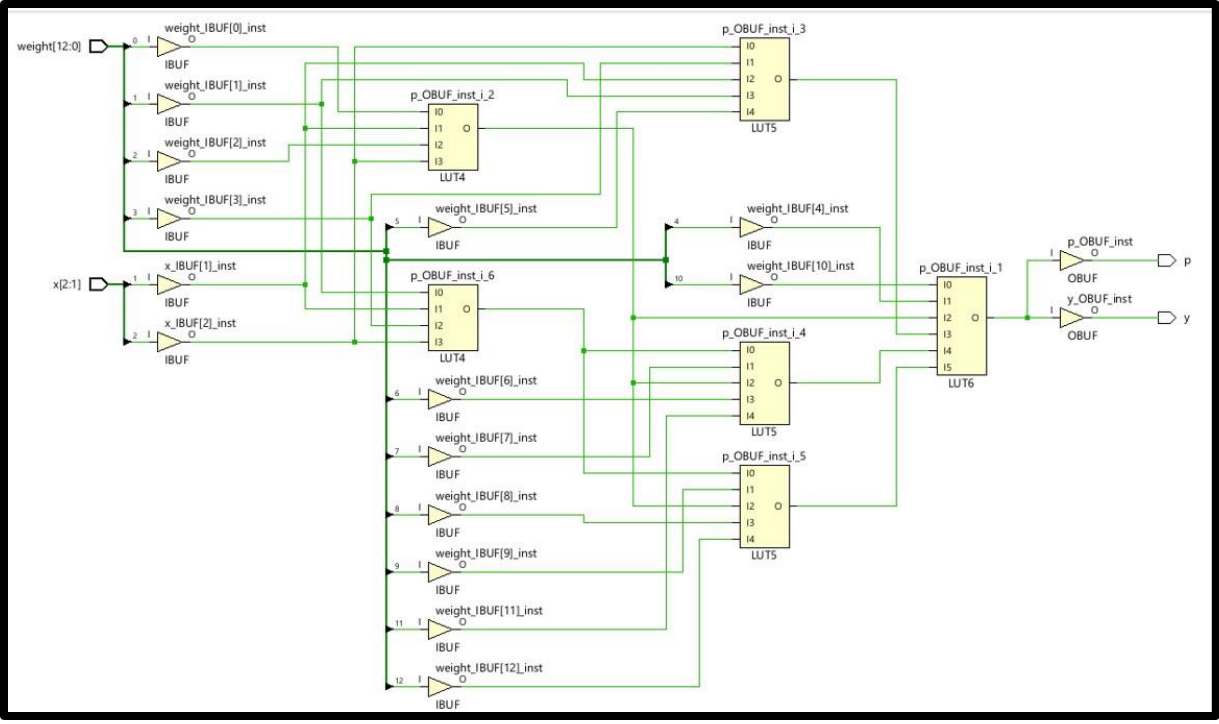 weight[12:0]
0 I weight_IBUF[0]_inst O
IBUF
1 I weight_IBUF[1]_inst O
IBUF
2 I weight_IBUF[2]_inst O
IBUF
3 I weight_IBUF[3]_inst O
IBUF
x[2:1]
1 I x_IBUF[1]_inst O
IBUF
2 I x_IBUF[2]_inst O
IBUF
p_OBUF_inst_i_2
I0
I1 O
I2
I3
LUT4
5 I weight_IBUF[5]_inst O
IBUF
p_OBUF_inst_i_6
I0
I1 O
I2
I3
LUT4
6 I weight_IBUF[6]_inst O
IBUF
7 I weight_IBUF[7]_inst O
IBUF
8 I weight_IBUF[8]_inst O
IBUF
9 I weight_IBUF[9]_inst O
IBUF
11 I weight_IBUF[11]_inst O
IBUF
12 I weight_IBUF[12]_inst O
IBUF
p_OBUF_inst_i_3
I0
I1
I2 O
I3
I4
LUT5
4 I weight_IBUF[4]_inst O
IBUF
10 I weight_IBUF[10]_inst O
IBUF
p_OBUF_inst_i_4
I0
I1
I2 O
I3
I4
LUT5
p_OBUF_inst_i_5
I0
I1
I2 O
I3
I4
LUT5
p_OBUF_inst_i_1
I0
I1
I2 O
I3
I4
I5
LUT6
p_OBUF_inst
I O p
OBUF
y_OBUF_inst
I O y
OBUF